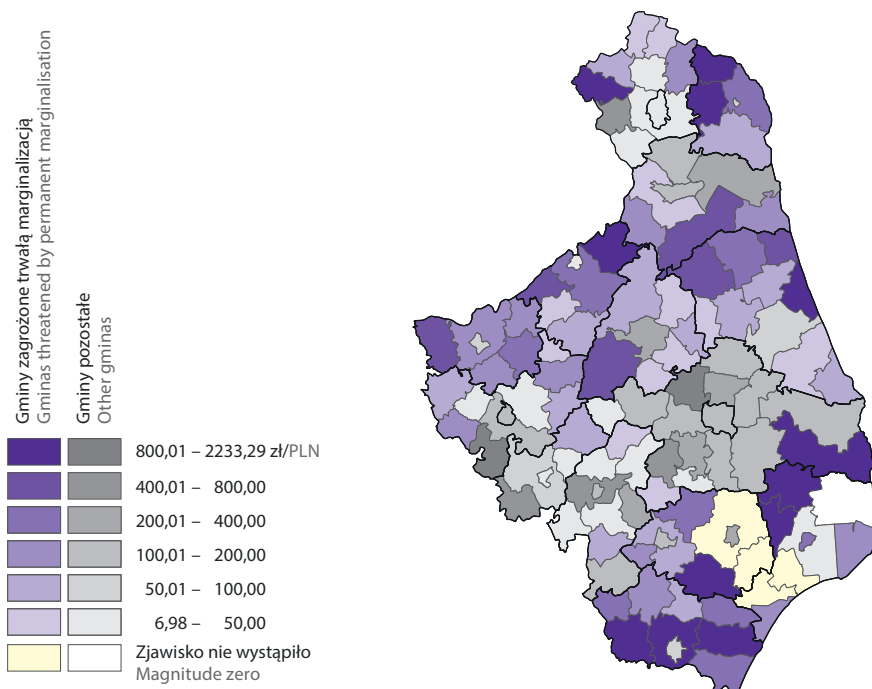 Gminy zagrożone trwałą marginalizacją
Gminas threatened by permanent marginalisation
Gminy pozostałe
Other gminas
800,01 – 2233,29 zł/PLN
400,01 – 800,00
200,01 – 400,00
100,01 – 200,00
50,01 – 100,00
6,98 – 50,00
Zjawisko nie wystąpiło
Magnitude zero